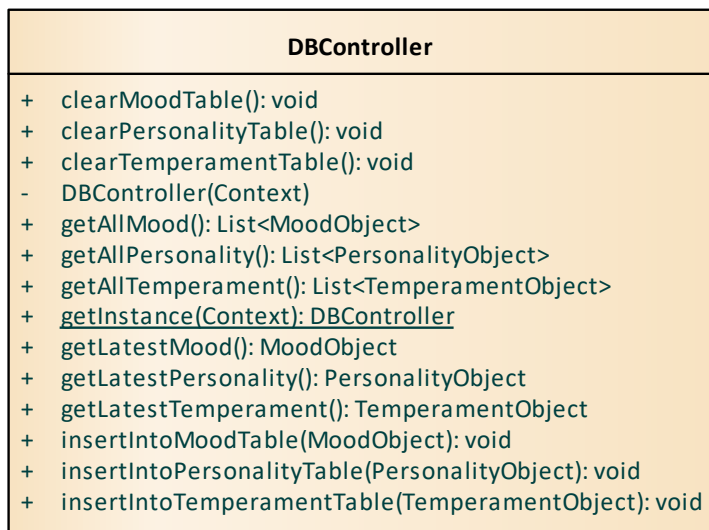 DBController
+ clearMoodTable(): void
+ clearPersonalityTable(): void
+ clearTemperamentTable(): void
- DBController(Context)
+ getAllMood(): List<MoodObject>
+ getAllPersonality(): List<PersonalityObject>
+ getAllTemperament(): List<TemperamentObject>
+ getInstance(Context): DBController
+ getLatestMood(): MoodObject
+ getLatestPersonality(): PersonalityObject
+ getLatestTemperament(): TemperamentObject
+ insertIntoMoodTable(MoodObject): void
+ insertIntoPersonalityTable(PersonalityObject): void
+ insertIntoTemperamentTable(TemperamentObject): void